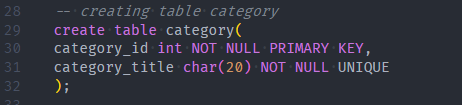 28 -- creating table category
29 create table category(
30 category_id int NOT NULL PRIMARY KEY,
31 category_title char(20) NOT NULL UNIQUE
32 );